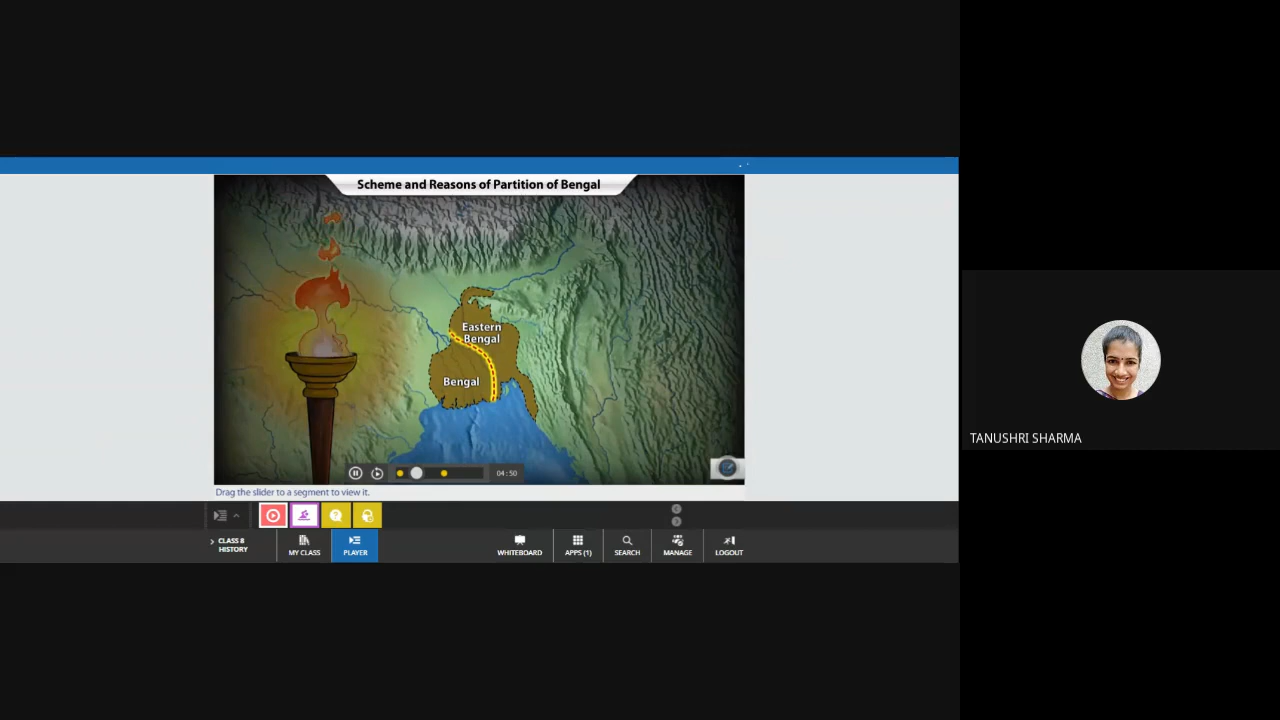 Scheme and Reasons of Partition of Bengal
Eastern
Bengal
Bengal
04:50
Drag the slider to a segment to view it.
CLASS 8
HISTORY
MY CLASS
PLAYER
WHITEBOARD
APPS (1)
SEARCH
MANAGE
LOGOUT
TANUSHRI SHARMA